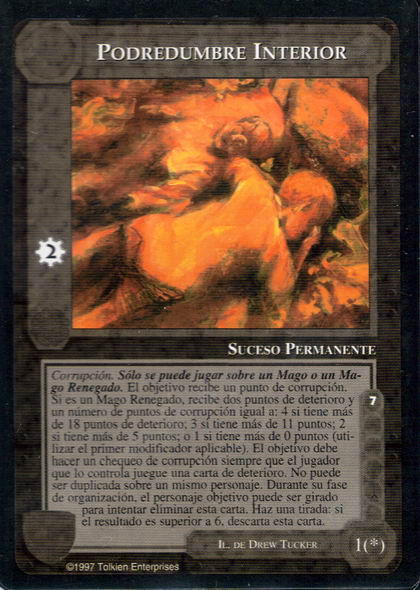 PODREDUMBRE INTERIOR
2
SUCESO PERMANENTE
Corrupción. Sólo se puede jugar sobre un Mago o un Ma-
go Renegado. El objetivo recibe un punto de corrupción.
Si es un Mago Renegado, recibe dos puntos de deterioro y
un número de puntos de corrupción igual a: 4 si tiene más
de 18 puntos de deterioro; 3 si tiene más de 11 puntos; 2
si tiene más de 5 puntos; o 1 si tiene más de 0 puntos (uti-
lizar el primer modificador aplicable). El objetivo debe
hacer un chequeo de corrupción siempre que el jugador
que lo controla juegue una carta de deterioro. No puede
ser duplicada sobre un mismo personaje. Durante su fase
de organización, el personaje objetivo puede ser girado
para intentar eliminar esta carta. Haz una tirada: si
el resultado es superior a 6, descarta esta carta.
7
IL. DE DREW TUCKER
1(*)
©1997 Tolkien Enterprises